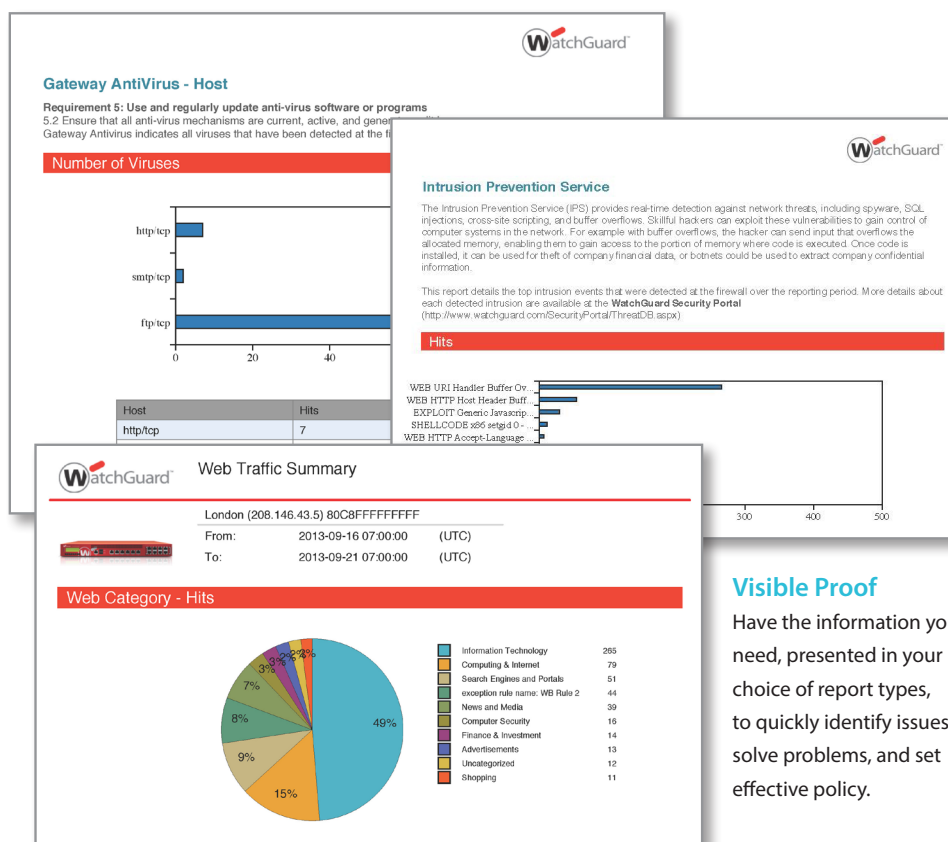 WatchGuard
Gateway AntiVirus - Host
Requirement 5: Use and regularly update anti-virus software or programs
5.2 Ensure that all anti-virus mechanisms are current, active, and
Gateway Antivirus indicates all viruses that have been detected at the
Number of Viruses
http/tcp
smtp/tcp
ftp/tcp
0 20 40
Host Hits
http/tcp 7
WatchGuard
Intrusion Prevention Service
The Intrusion Prevention Service (IPS) provides real-time detection against network threats, including spyware, SQL
injections, cross-site scripting, and buffer overflows. Skillful hackers can exploit these vulnerabilities to gain control of
computer systems in the network. For example with buffer overflows, the hacker can send input that overflows the
allocated memory, enabling them to gain access to the portion of memory where code is executed. Once code is
installed, it can be used for theft of company financial data, or botnets could be used to extract company confidential
information.
This report details the top intrusion events that were detected at the firewall over the reporting period. More details about
each detected intrusion are available at the WatchGuard Security Portal
(http://www.watchguard.com/SecurityPortal/ThreatDB.aspx)
Hits
WEB URI Handler Buffer Ov...
WEB HTTP Host Header Buff...
EXPLOIT Generic Javascrip...
SHELLCODE x86 setgid 0 - ...
WEB HTTP Accept-Language ...
300 400 500
WatchGuard
Web Traffic Summary
London (208.146.43.5) 80C8FFFFFFFFF
From: 2013-09-16 07:00:00 (UTC)
To: 2013-09-21 07:00:00 (UTC)
Web Category - Hits
49%
15%
9%
8%
7%
3%
3%
2%
2%
2%
Information Technology 265
Computing & Internet 79
Search Engines and Portals 51
exception rule name: WB Rule 2 44
News and Media 39
Computer Security 16
Finance & Investment 14
Advertisements 13
Uncategorized 12
Shopping 11
Visible Proof
Have the information yo
need, presented in your
choice of report types,
to quickly identify issues
solve problems, and set
effective policy.